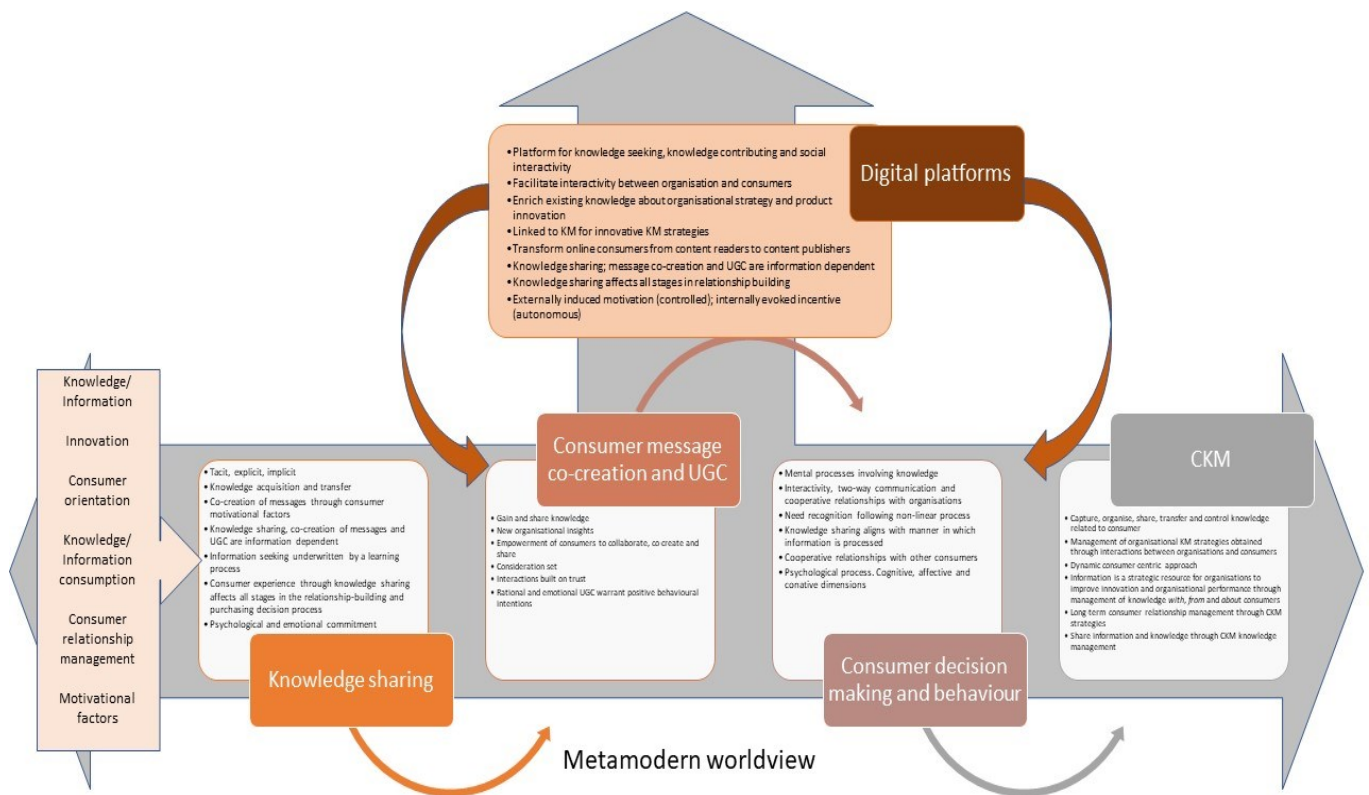 •Platform for knowledge seeking, knowledge contributing and social
interactivity
•Facilitate interactivity between organisation and consumers
•Enrich existing knowledge about organisational strategy and product
innovation
•Linked to KM for innovative KM strategies
•Transform online consumers from content readers to content publishers
•Knowledge sharing; message co-creation and UGC are information dependent
•Knowledge sharing affects all stages in relationship building
•Externally induced motivation (controlled); internally evoked incentive
(autonomous)
Digital platforms
Knowledge/
Information
Innovation
Consumer
orientation
Knowledge/
Information
consumption
Consumer
relationship
management
Motivational
factors
•Tacit, explicit, implicit
•Knowledge acquisition and transfer
•Co-creation of messages through consumer
motivational factors
•Knowledge sharing, co-creation of messages and
UGC are information dependent
•Information seeking underwritten by a learning
process
•Consumer experience through knowledge sharing
affects all stages in the relationship-building and
purchasing decision process
•Psychological and emotional commitment
Knowledge sharing
Consumer message
co-creation and UGC
•Gain and share knowledge
•New organisational insights
•Empowerment of consumers to collaborate, co create and
share
•Consideration set
•Interactions built on trust
•Rational and emotional UGC warrant positive behavioural
intentions
•Mental processes involving knowledge
•Interactivity, two-way communication and
cooperative relationships with organisations
•Need recognition following non-linear process
•Knowledge sharing aligns with manner in which
information is processed
•Cooperative relationships with other consumers
•Psychological process. Cognitive, affective and
conative dimensions
Consumer decision
making and behaviour
CKM
•Capture, organise, share, transfer and control knowledge
related to consumer
•Management of organisational KM strategies obtained
through interactions between organisations and consumers
•Dynamic consumer centric approach
•Information is a strategic resource for organisations to
improve innovation and organisational performance through
management of knowledge with, from and about consumers
•Long-term consumer relationship management through CKM
strategies
•Share information and knowledge through CKM knowledge
management
Metamodern worldview